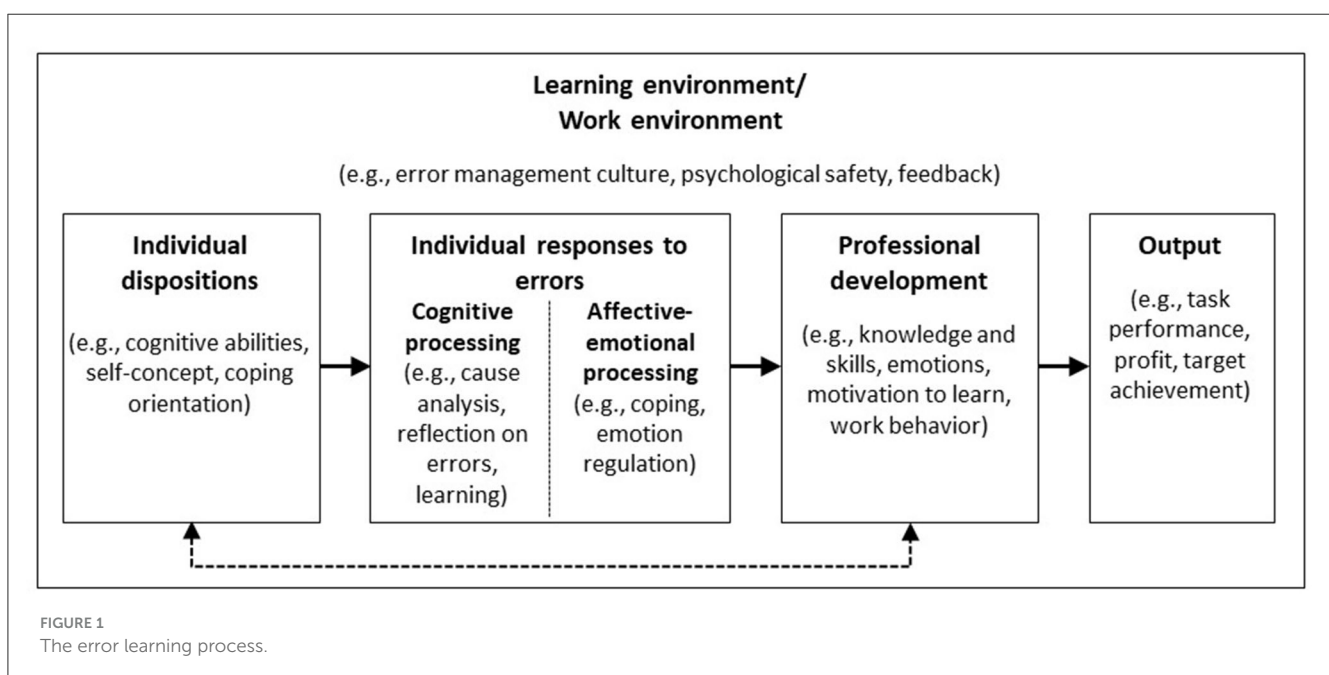 Learning environment/
Work environment
(e.g., error management culture, psychological safety, feedback)
Individual
dispositions
(e.g., cognitive abilities,
self-concept, coping
orientation)
Individual responses to
errors
Cognitive
processing
(e.g., cause
analysis,
reflection on
errors,
learning)
Affective-
emotional
processing
(e.g., coping,
emotion
regulation)
Professional
development
(e.g., knowledge and
skills, emotions,
motivation to learn,
work behavior)
Output
(e.g., task
performance,
profit, target
achievement)
FIGURE 1
The error learning process.